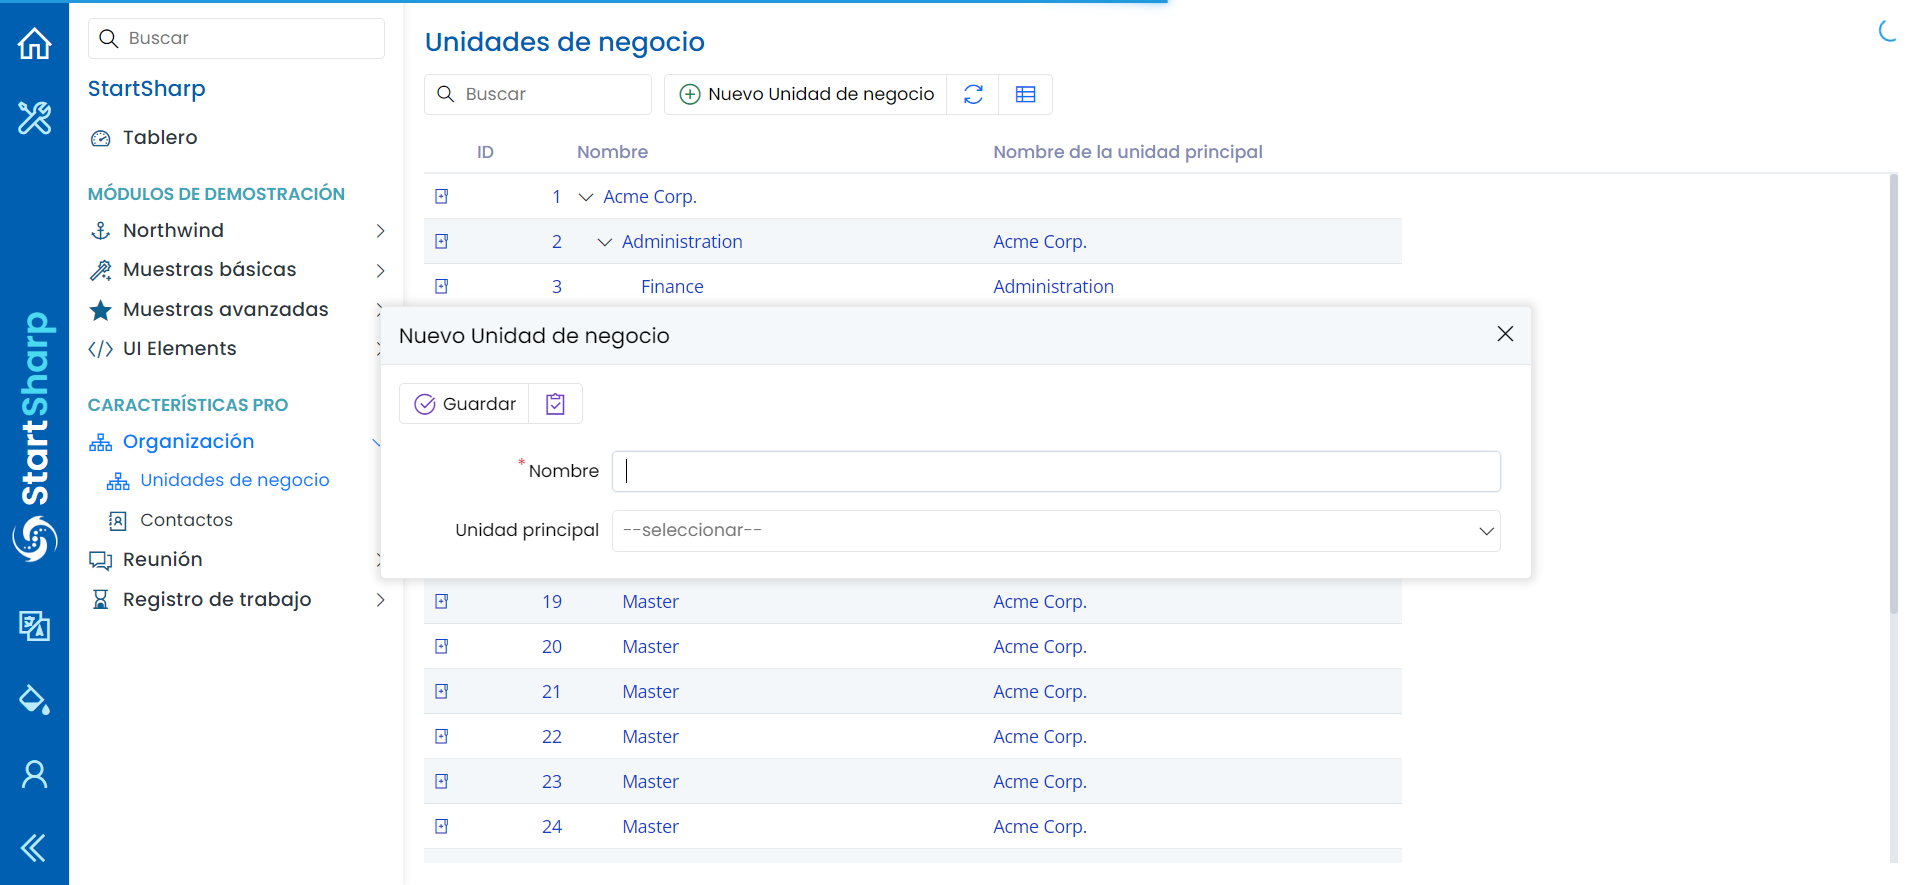 Buscar
StartSharp
Tablero
MÓDULOS DE DEMOSTRACIÓN
Northwind
Muestras básicas
Muestras avanzadas
UI Elements
CARACTERÍSTICAS PRO
Organización
Unidades de negocio
Contactos
Reunión
Registro de trabajo
StartSharp
Unidades de negocio
Buscar
Nuevo Unidad de negocio
ID Nombre Nombre de la unidad principal
1 Acme Corp.
2 Administration Acme Corp.
3 Finance Administration
Nuevo Unidad de negocio
Guardar
* Nombre
Unidad principal --seleccionar--
19 Master Acme Corp.
20 Master Acme Corp.
21 Master Acme Corp.
22 Master Acme Corp.
23 Master Acme Corp.
24 Master Acme Corp.